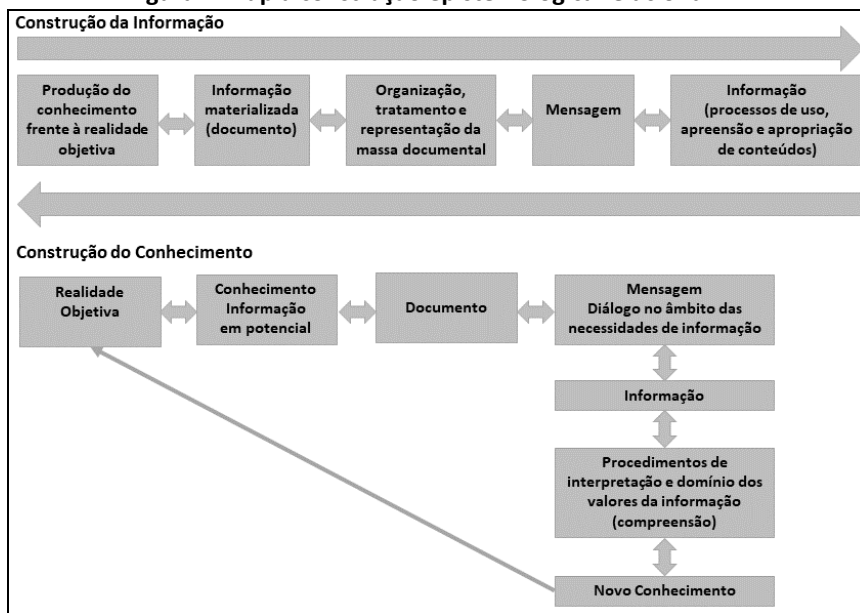 Construção da Informação
Produção do
conhecimento
frente à realidade
objetiva
Informação
materializada
(documento)
Organização,
tratamento e
representação da
massa documental
Mensagem
Informação
(processos de uso,
apreensão e apropriação
de conteúdos)
Construção do Conhecimento
Realidade
Objetiva
Conhecimento
Informação
em potencial
Documento
Mensagem
Diálogo no âmbito das
necessidades de informação
Informação
Procedimentos de
interpretação e domínio dos
valores da informação
(compreensão)
Novo Conhecimento